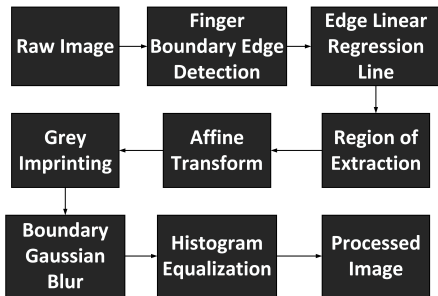 Raw Image
Finger
Boundary Edge
Detection
Edge Linear
Regression
Line
Region of
Extraction
Affine
Transform
Grey
Imprinting
Boundary
Gaussian
Blur
Histogram
Equalization
Processed
Image